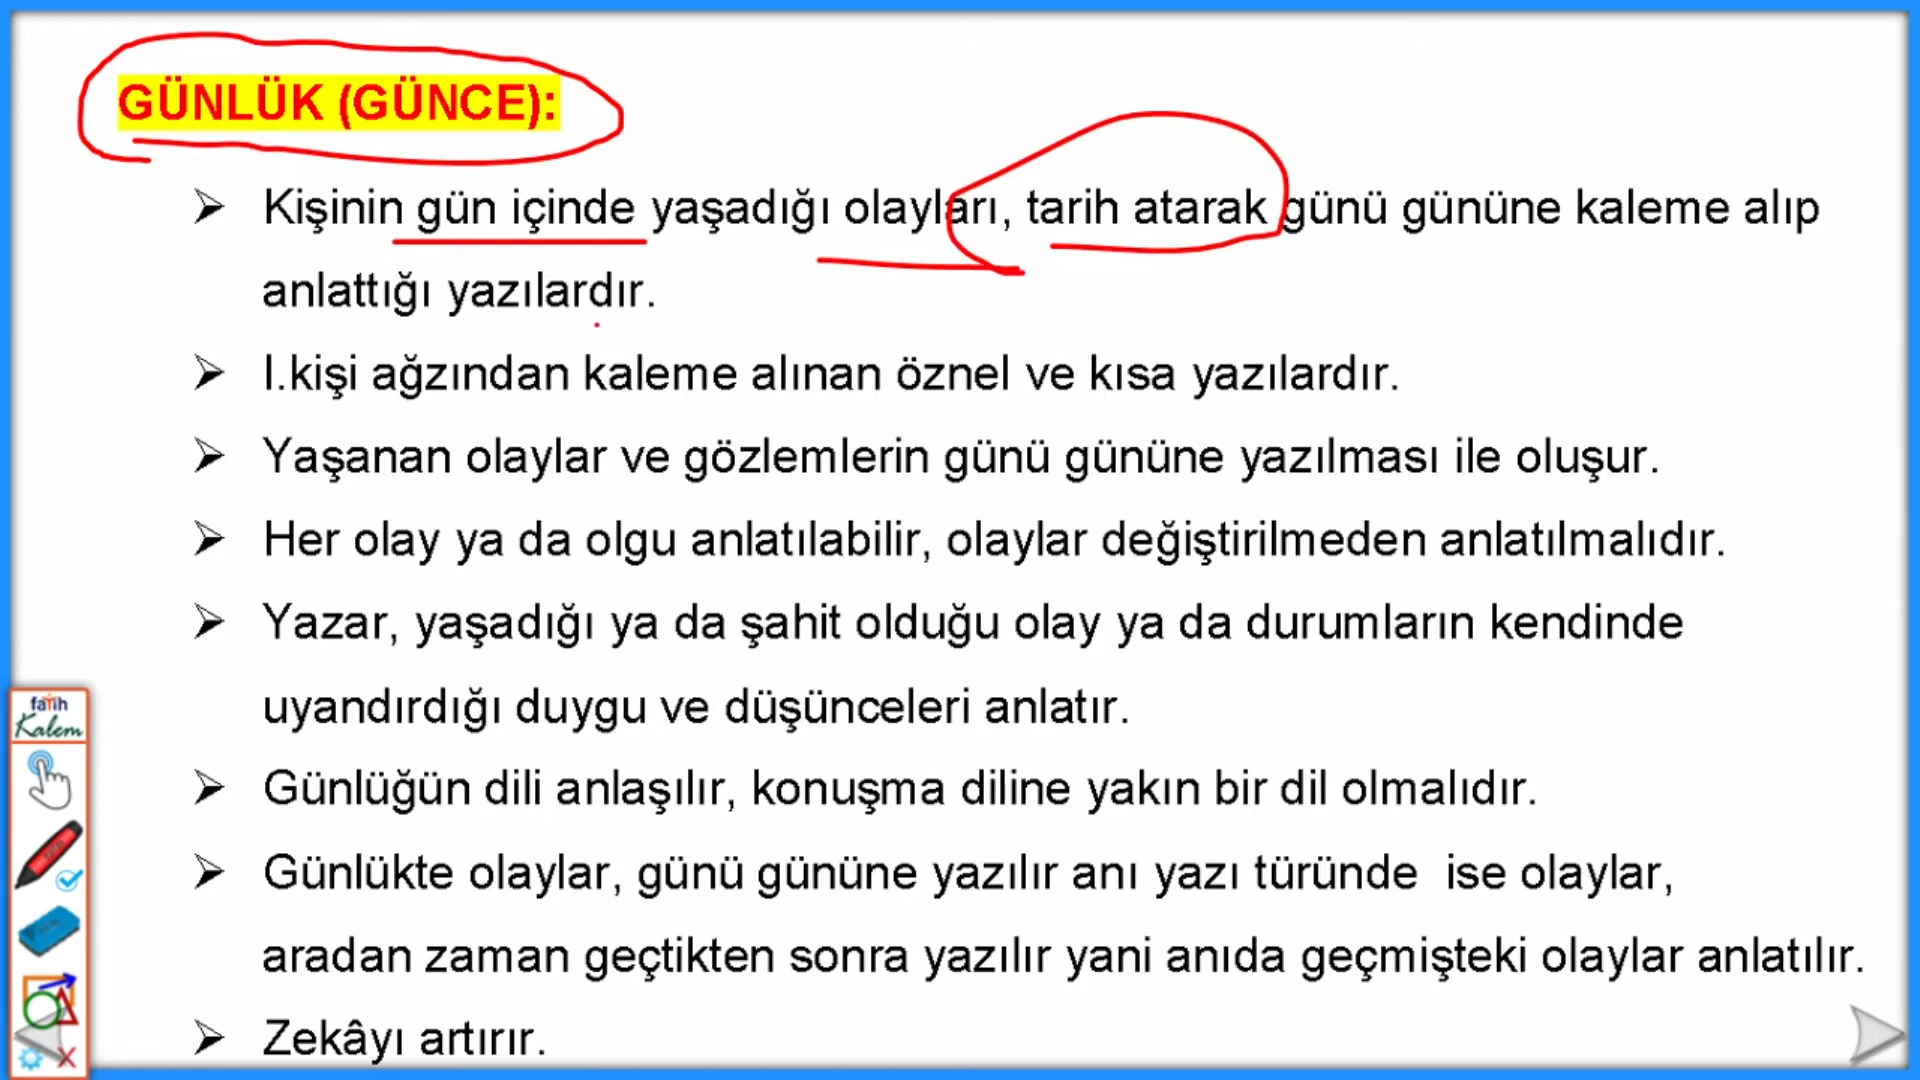 GÜNLÜK (GÜNCE):
➢ Kişinin gün içinde yaşadığı olayları, tarih atarak günü gününe kaleme alıp
anlattığı yazılardır.
➢ I.kişi ağzından kaleme alınan öznel ve kısa yazılardır.
➢ Yaşanan olaylar ve gözlemlerin günü gününe yazılması ile oluşur.
➢ Her olay ya da olgu anlatılabilir, olaylar değiştirilmeden anlatılmalıdır.
➢ Yazar, yaşadığı ya da şahit olduğu olay ya da durumların kendinde
uyandırdığı duygu ve düşünceleri anlatır.
➢ Günlüğün dili anlaşılır, konuşma diline yakın bir dil olmalıdır.
➢ Günlükte olaylar, günü gününe yazılır anı yazı türünde ise olaylar,
aradan zaman geçtikten sonra yazılır yani anıda geçmişteki olaylar anlatılır.
➢ Zekâyı artırır.
fatih
Kalem